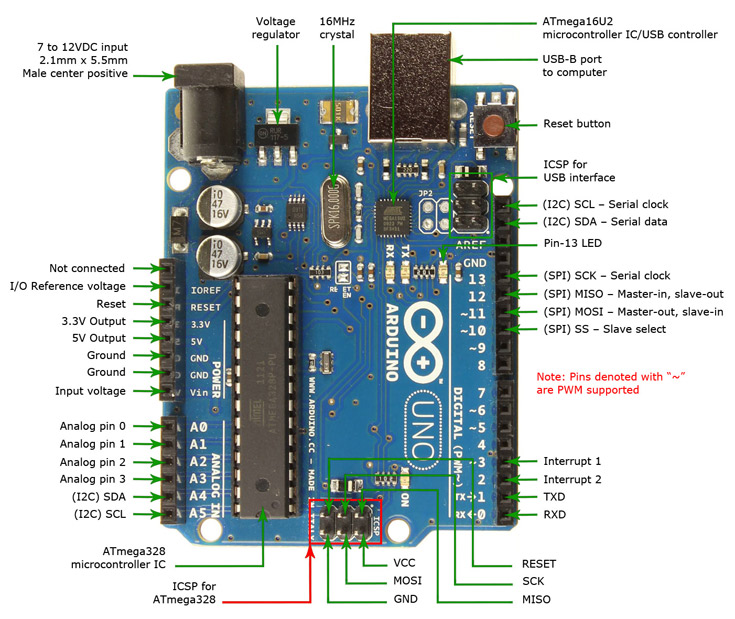 Voltage
regulator
16MHz
crystal
ATmega16U2
microcontroller IC/USB controller
7 to 12VDC input
2.1mm x 5.5mm
Male center positive
USB-B port
to computer
Reset button
ICSP for
USB interface
(I2C) SCL – Serial clock
(I2C) SDA – Serial data
Pin-13 LED
(SPI) SCK – Serial clock
(SPI) MISO – Master-in, slave-out
(SPI) MOSI – Master-out, slave-in
(SPI) SS – Slave select
Note: Pins denoted with “~”
are PWM supported
Interrupt 1
Interrupt 2
TXD
RXD
Not connected
I/O Reference voltage
Reset
3.3V Output
5V Output
Ground
Ground
Input voltage
Analog pin 0
Analog pin 1
Analog pin 2
Analog pin 3
(I2C) SDA
(I2C) SCL
ATmega328
microcontroller IC
ICSP for
ATmega328
VCC
MOSI
GND
RESET
SCK
MISO
RESET
JP2
47
16V
47
16V
SPK16.000G
RX
TX
AREF
GND
13
12
~11
~10
~9
8
7
~6
~5
4
~3
2
TX→1
RX←0
DIGITAL (PWM~)
IOREF
RESET
3.3V
5V
GND
GND
Vin
POWER
A0
A1
A2
A3
A4
A5
ANALOG IN
ATMEL
1221
ATMEGA328P-PU
WWW.ARDUINO.CC - MADE
ARDUINO
UNO
ON
ICSP